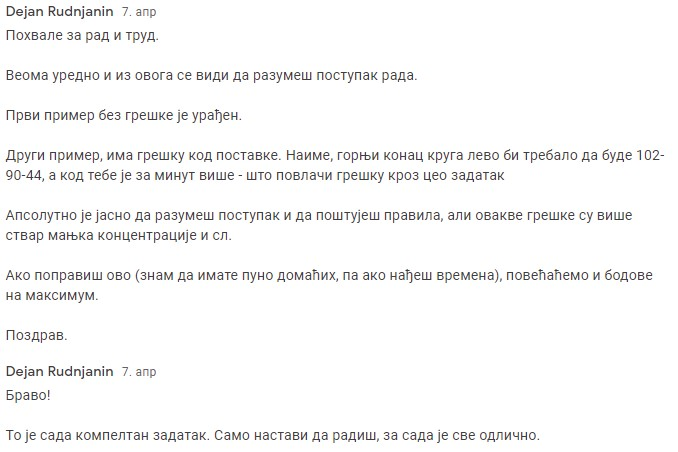 Dejan Rudnjanin 7. апр
Похвале за рад и труд.
Веома уредно и из овога се види да разумеш поступак рада.
Први пример без грешке је урађен.
Други пример, има грешку код поставке. Наиме, горњи конац круга лево би требало да буде 102-
90-44, а код тебе је за минут више - што повлачи грешку кроз цео задатак
Апсолутно је јасно да разумеш поступак и да поштујеш правила, али овакве грешке су више
ствар мањка концентрације и сл.
Ако поправиш ово (знам да имате пуно домаћих, па ако нађеш времена), повећаћемо и бодове
на максимум.
Поздрав.
Dejan Rudnjanin 7. апр
Браво!
То је сада компелтан задатак. Само настави да радиш, за сада је све одлично.